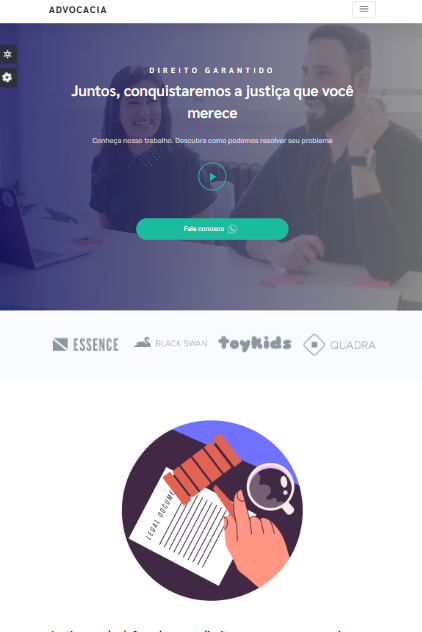 ADVOCACIA
DIREITO GARANTIDO
Juntos, conquistaremos a justiça que você
merece
Conheça nosso trabalho. Descubra como podemos resolver seu problema
Fale conosco
ESSENCE
BLACK SWAN
toykids
QUADRA
LEGAL DOCUME